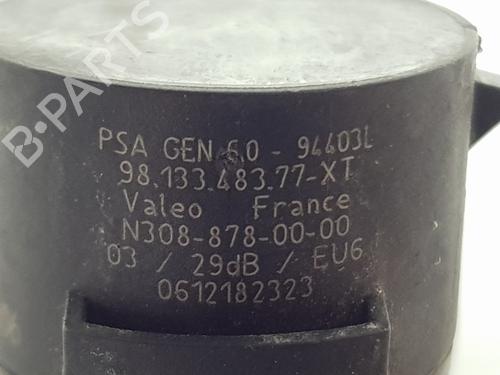 PSA GEN 6.0 - 94403L
98.133.483.77-XT
Valeo France
N308-878-00-00
03 / 29dB / EU6
0612182323
B-PARTS